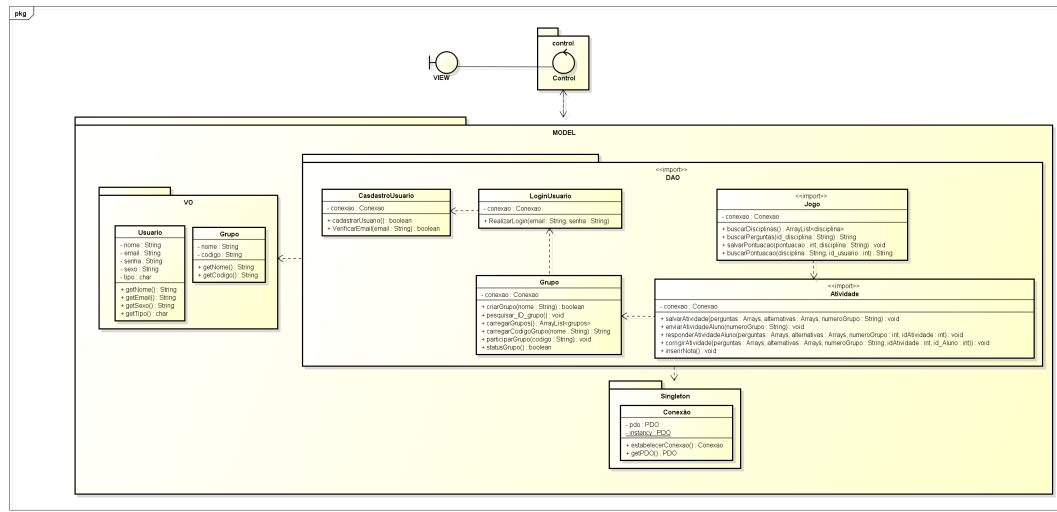 pkg
VIEW
control
Control
MODEL
<<import>>
DAO
VO
Usuario
- nome : String
- email : String
- senha : String
- sexo : String
- tipo : char
+ getNome() : String
+ getEmail() : String
+ getSexo() : String
+ getTipo() : char
Grupo
- nome : String
- codigo : String
+ getNome() : String
+ getCodigo() : String
CasdastroUsuario
- conexao : Conexao
+ cadastrarUsuario() : boolean
+ VenficarEmail(email : String) : boolean
LoginUsuario
- conexao : Conexao
+ RealizarLogin(email : String, senha : String)
<<import>>
Jogo
- conexao : Conexao
+ buscarDisciplinas() : ArrayList<disciplina>
+ buscarPerguntas(id_disciplina : String) : String
+ salvarPontuacao(pontuacao : int, disciplina : String) : void
+ buscarPontuacao(disciplina : String, id_usuario : int) : String
Grupo
- conexao : Conexao
+ criarGrupo(nome : String) : boolean
+ pesquisar_ID_grupo() : void
+ carregarGrupos() : ArrayList<grupos>
+ carregarCodigoGrupo(nome : String) : String
+ participarGrupo(codigo : String) : void
+ statusGrupo() : boolean
<<import>>
Atividade
- conexao : Conexao
+ salvarAtividade(perguntas : Arrays, alternativas : Arrays, numeroGrupo : String) : void
+ enviarAtividadeAluno(numeroGrupo : String) : void
+ responderAtividadeAluno(perguntas : Arrays, alternativas : Arrays, numeroGrupo : int, idAtividade : int) : void
+ corrigirAtividade(perguntas : Arrays, alternativas : Arrays, numeroGrupo : String, idAtividade : int, id_Aluno : int)) : void
+ inserirNota() : void
Singleton
Conexão
- pdo : PDO
- instancy : PDO
+ estabelecerConexao() : Conexao
+ getPDO() : PDO